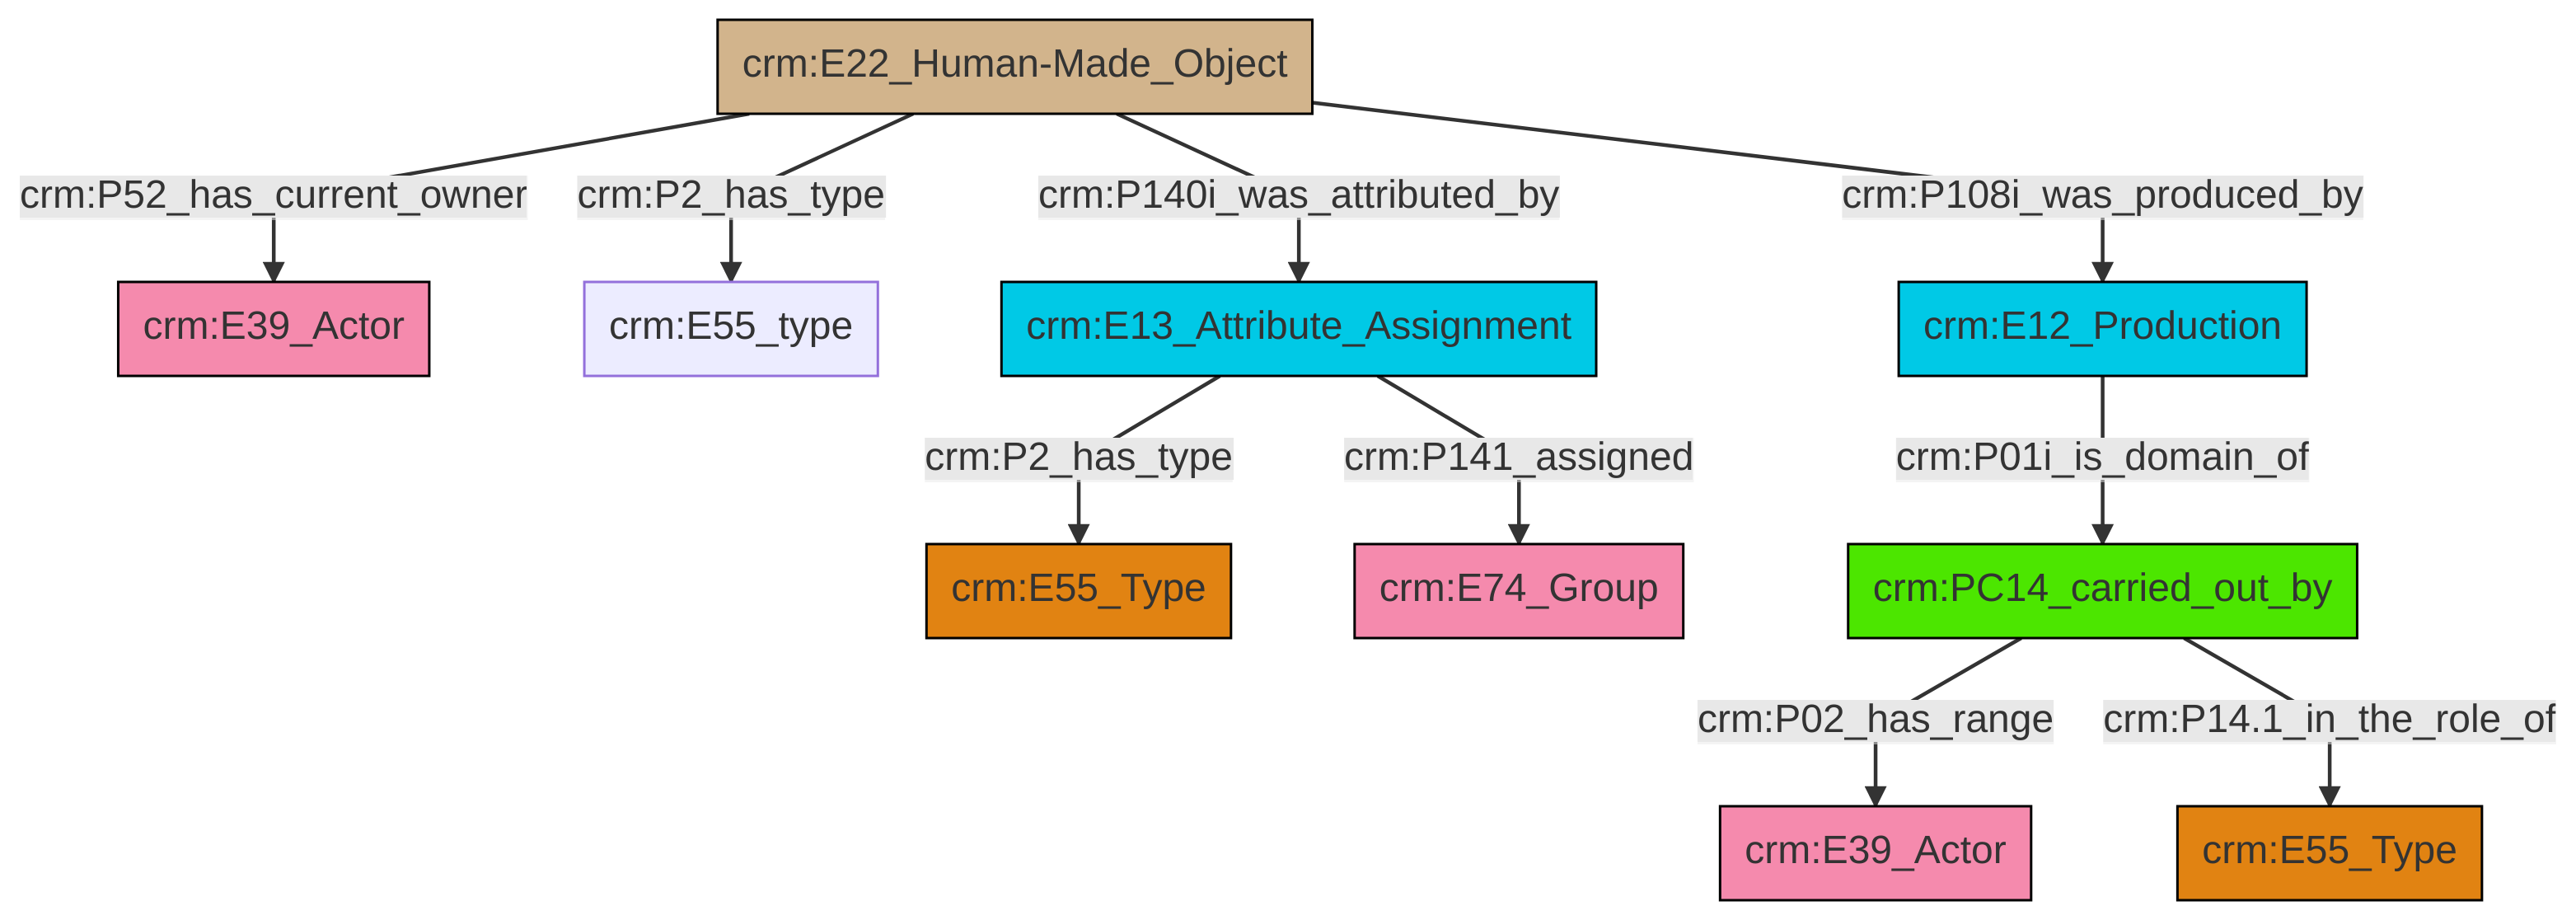 crm:E22_Human-Made_Object
crm:P52_has_current_owner
crm:P2_has_type
crm:P140i_was_attributed_by
crm:P108i_was_produced_by
crm:E39_Actor
crm:E55_type
crm:E13_Attribute_Assignment
crm:E12_Production
crm:P2_has_type
crm:P141_assigned
crm:P01i_is_domain_of
crm:E55_Type
crm:E74_Group
crm:PC14_carried_out_by
crm:P02_has_range
crm:P14.1_in_the_role_of
crm:E39_Actor
crm:E55_Type